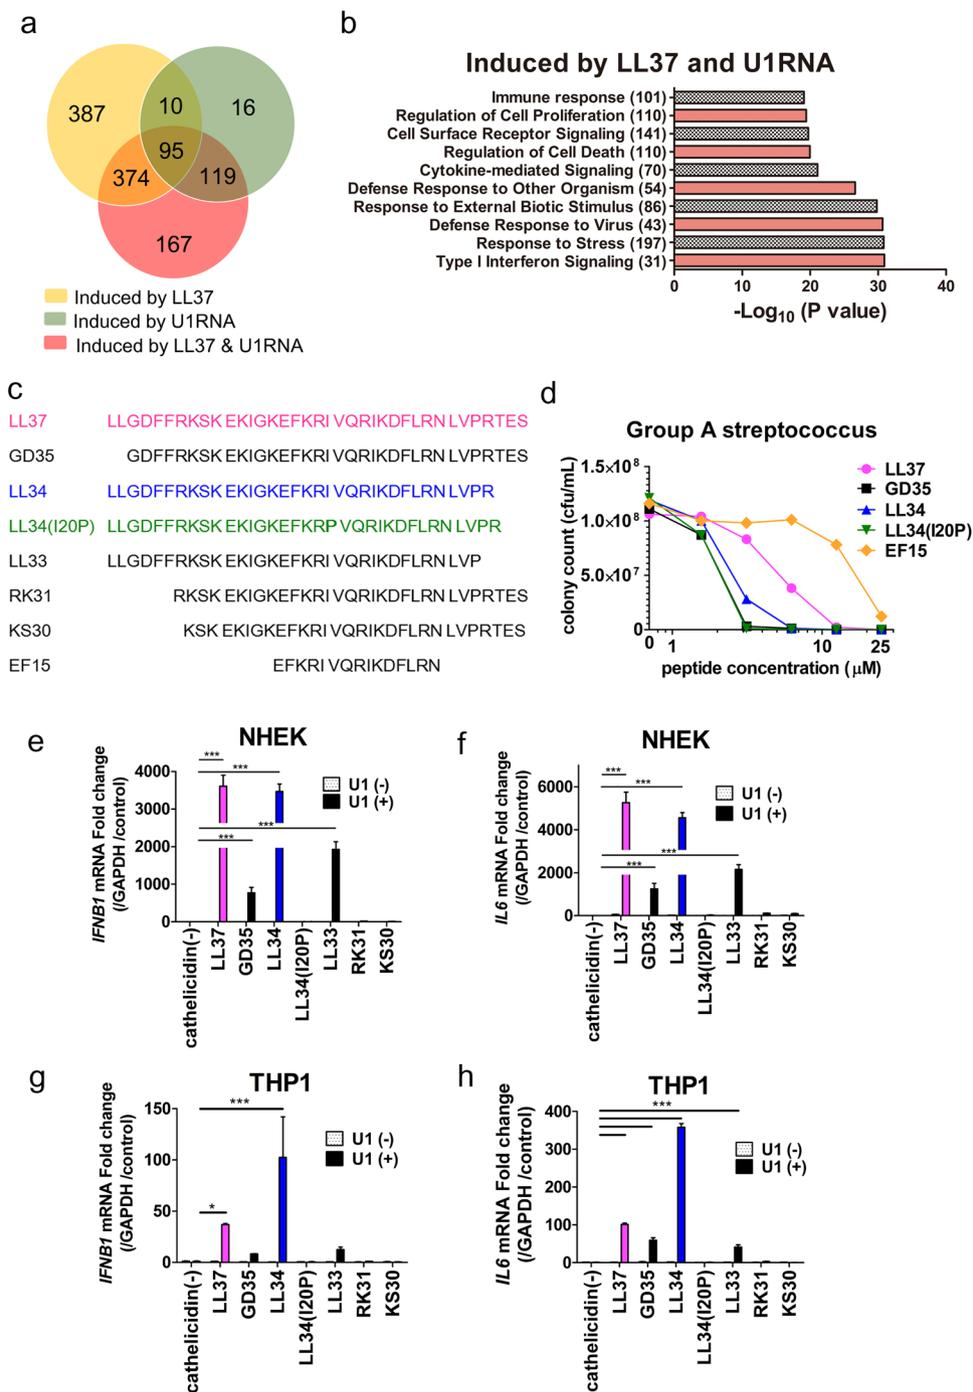 a
387
10
16
95
374
119
167
Induced by LL37
Induced by U1RNA
Induced by LL37 & U1RNA
b
Induced by LL37 and U1RNA
Immune response (101)
Regulation of Cell Proliferation (110)
Cell Surface Receptor Signaling (141)
Regulation of Cell Death (110)
Cytokine-mediated Signaling (70)
Defense Response to Other Organism (54)
Response to External Biotic Stimulus (86)
Defense Response to Virus (43)
Response to Stress (197)
Type I Interferon Signaling (31)
0 10 20 30 40
-Log10 (P value)
c
LL37 LLGDFFRKSK EKIGKEFKRI VQRIKDFLRN LVPRTES
GD35 GDFFRKSK EKIGKEFKRI VQRIKDFLRN LVPRTES
LL34 LLGDFFRKSK EKIGKEFKRI VQRIKDFLRN LVPR
LL34(I20P) LLGDFFRKSK EKIGKEFKRP VQRIKDFLRN LVPR
LL33 LLGDFFRKSK EKIGKEFKRI VQRIKDFLRN LVP
RK31 RKSK EKIGKEFKRI VQRIKDFLRN LVPRTES
KS30 KSK EKIGKEFKRI VQRIKDFLRN LVPRTES
EF15 EFKRI VQRIKDFLRN
d
Group A streptococcus
colony count (cfu/mL)
1.5×10⁸
1.0×10⁸
5.0×10⁷
0
0 1 10 25
peptide concentration (μM)
LL37
GD35
LL34
LL34(I20P)
EF15
e
NHEK
IFNB1 mRNA Fold change
(/GAPDH /control)
4000
3000
2000
1000
0
***
***
***
***
U1 (-)
U1 (+)
cathelicidin(-)
LL37
GD35
LL34
LL34(I20P)
LL33
RK31
KS30
f
NHEK
IL6 mRNA Fold change
(/GAPDH /control)
6000
4000
2000
0
***
***
***
***
U1 (-)
U1 (+)
cathelicidin(-)
LL37
GD35
LL34
LL34(I20P)
LL33
RK31
KS30
g
THP1
IFNB1 mRNA Fold change
(/GAPDH /control)
150
100
50
0
***
*
U1 (-)
U1 (+)
cathelicidin(-)
LL37
GD35
LL34
LL34(I20P)
LL33
RK31
KS30
h
THP1
IL6 mRNA Fold change
(/GAPDH /control)
400
300
200
100
0
***
U1 (-)
U1 (+)
cathelicidin(-)
LL37
GD35
LL34
LL34(I20P)
LL33
RK31
KS30